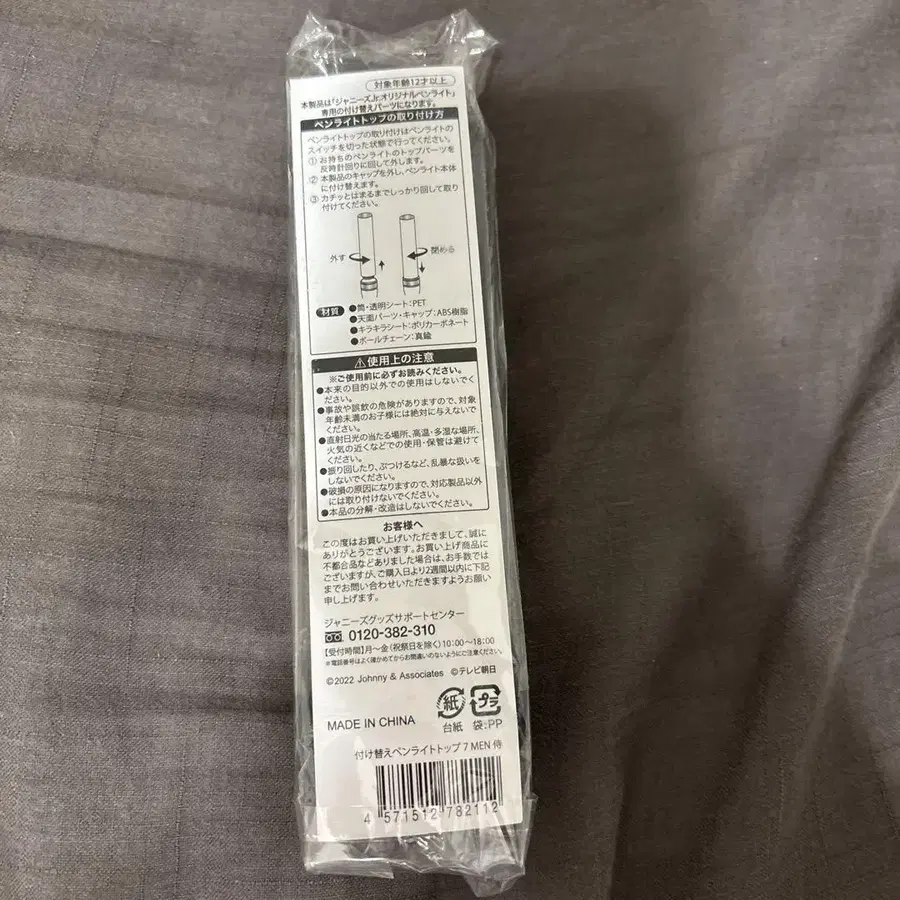 対象年齢12才以上
本製品は「ジャニーズJr.オリジナルペンライト」
専用の付け替えパーツになります。
ペンライトトップの取り付け方
ペンライトトップの取り付けはペンライトの
スイッチを切った状態で行ってください。
① お持ちのペンライトのトップパーツを
反時計回りに回して外します。
② 本製品のキャップを外し、ペンライト本体
に付け替えます。
③ カチッとはまるまでしっかり回して取り
付けてください。
外す
閉める
材質
●筒・透明シート:PET
●天面パーツ・キャップ:ABS樹脂
●キラキラシート:ポリカーボネート
●ボールチェーン:真鍮
⚠使用上の注意
※ご使用前に必ずお読みください。
●本来の目的以外での使用はしないでく
ださい。
●事故や誤飲の危険がありますので、対象
年齢未満のお子様には絶対に与えないで
ください。
●直射日光の当たる場所、高温・多湿な場所、
火気の近くなどでの使用・保管は避けて
ください。
●振り回したり、ぶつけるなど、乱暴な扱いを
しないでください。
●破損の原因になりますので、対応製品以外
には取り付けないでください。
●本品の分解・改造はしないでください。
お客様へ
この度はお買い上げいただきまして、誠に
ありがとうございます。お買い上げ商品に
不都合品などありました場合は、お手数では
ございますが、ご購入日より2週間以内に下記
までお問い合わせいただきますようお願い
申し上げます。
ジャニーズグッズサポートセンター
0120-382-310
【受付時間】月～金(祝祭日を除く)10:00～18:00
※電話番号はよく確かめてからお間違いのないようにご注意ください。
©2022 Johnny & Associates ©テレビ朝日
紙 プラ
MADE IN CHINA 台紙 袋:PP
付け替えペンライトトップ 7 MEN 侍
4 571512 782112